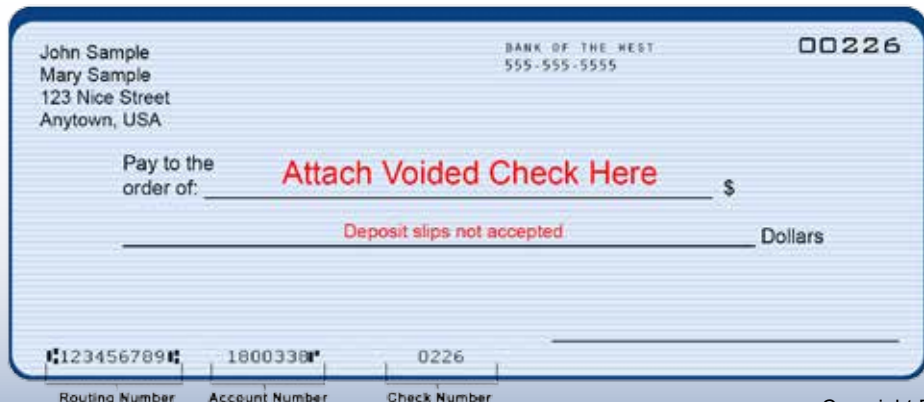 John Sample
Mary Sample
123 Nice Street
Anytown, USA
BANK OF THE WEST
555-555-5555
00226
Pay to the
order of: Attach Voided Check Here $
Deposit slips not accepted Dollars
⑆123456789⑆ 1800338⑈ 0226
Routing Number Account Number Check Number